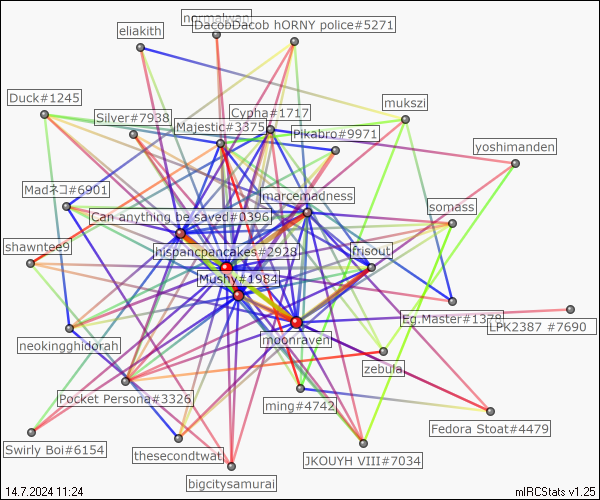 normalwan
DacobDacob hORNY police#5271
eliakith
Duck#1245
mukszi
Silver#7938
Cypha#1717
Majestic#3375
Pikabro#9971
yoshimanden
Madネコ#6901
marcemadness
Can anything be saved#0396
somass
shawntee9
hispancpancakes#2928
frisout
Mushy#1984
Eg.Master#1378
LPK2387 #7690
neokingghidorah
moonraven
zebula
Pocket Persona#3326
ming#4742
Fedora Stoat#4479
Swirly Boi#6154
thesecondtwat
JKOUYH VIII#7034
bigcitysamurai
14.7.2024 11:24
mIRCStats v1.25